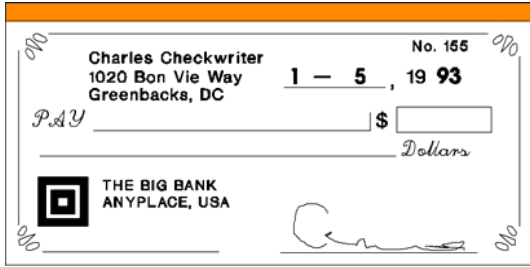 No. 155
Charles Checkwriter
1020 Bon Vie Way
Greenbacks, DC
1 – 5, 19 93
PAY $
Dollars
THE BIG BANK
ANYPLACE, USA